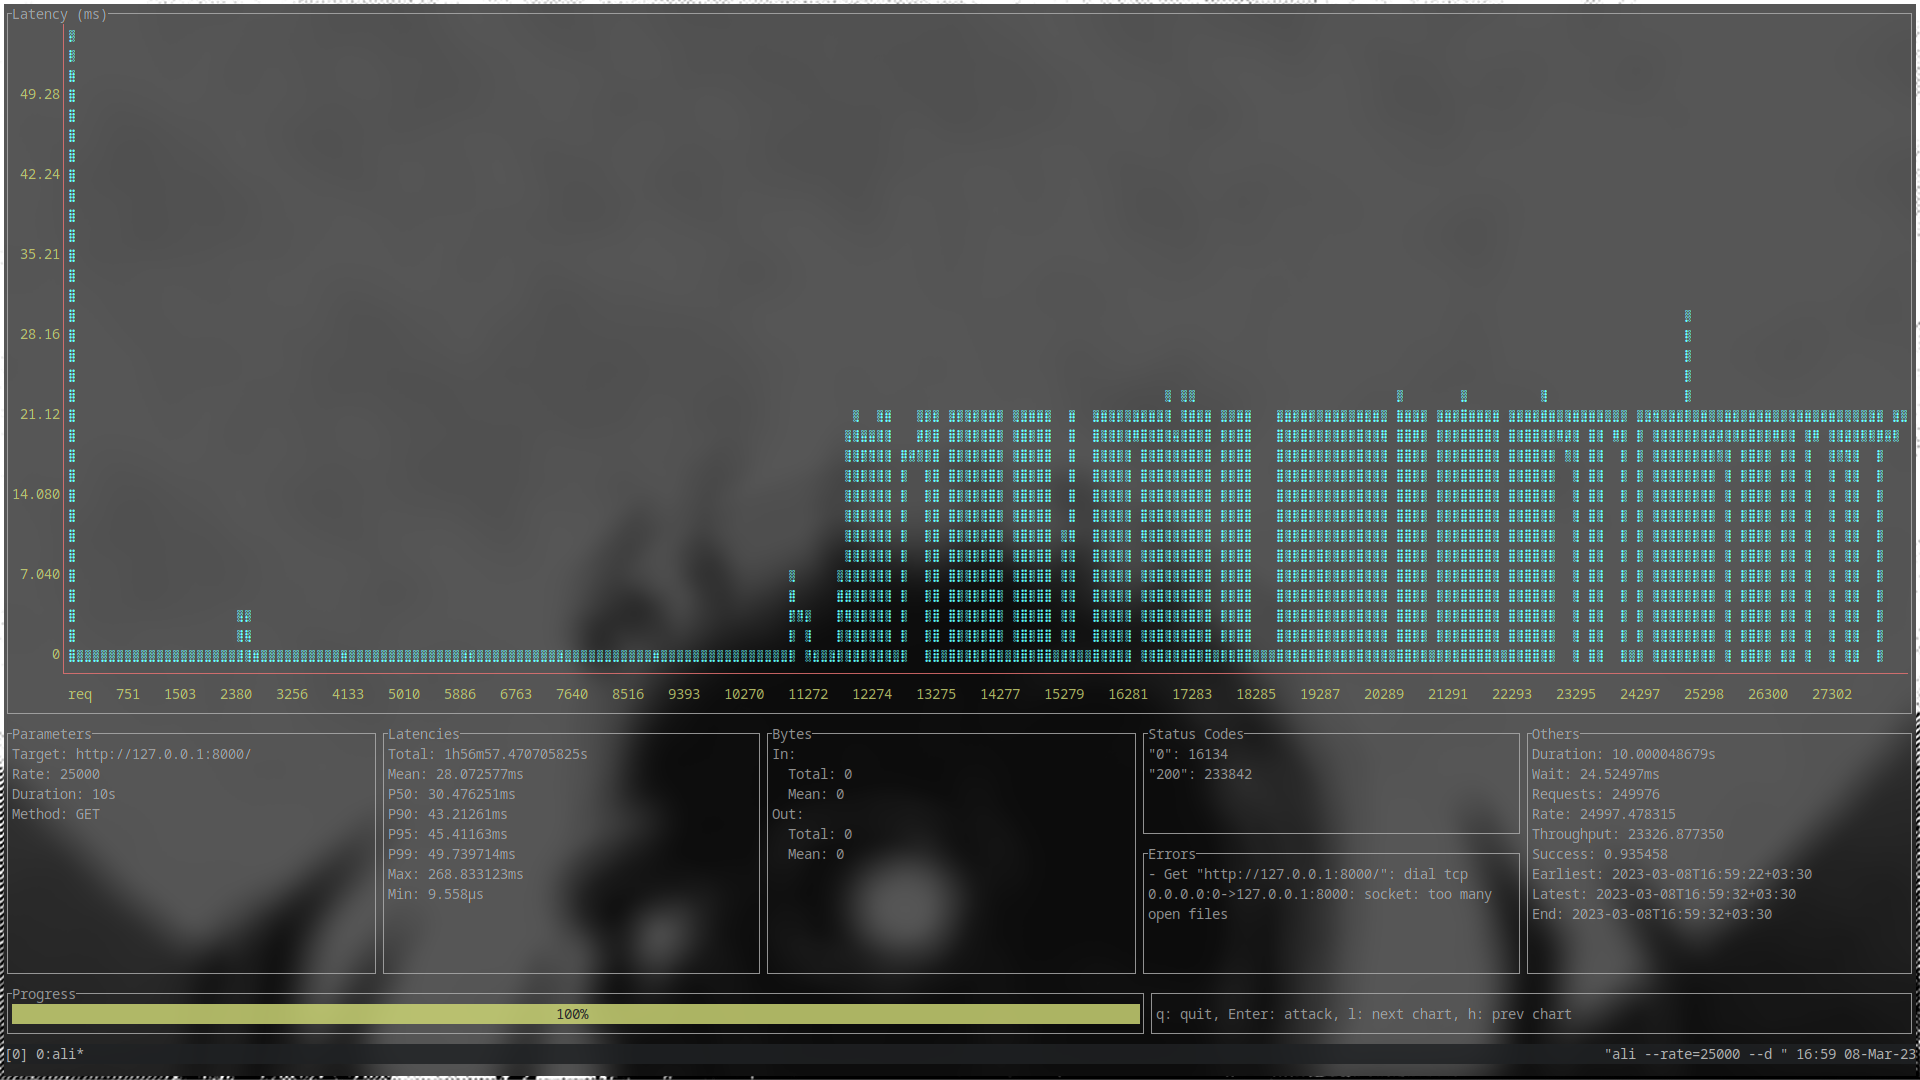 Latency (ms)
49.28
42.24
35.21
28.16
21.12
14.080
7.040
0
req 751 1503 2380 3256 4133 5010 5886 6763 7640 8516 9393 10270 11272 12274 13275 14277 15279 16281 17283 18285 19287 20289 21291 22293 23295 24297 25298 26300 27302
Parameters
Target: http://127.0.0.1:8000/
Rate: 25000
Duration: 10s
Method: GET
Latencies
Total: 1h56m57.470705825s
Mean: 28.072577ms
P50: 30.476251ms
P90: 43.21261ms
P95: 45.41163ms
P99: 49.739714ms
Max: 268.833123ms
Min: 9.558µs
Bytes
In:
Total: 0
Mean: 0
Out:
Total: 0
Mean: 0
Status Codes
"0": 16134
"200": 233842
Errors
- Get "http://127.0.0.1:8000/": dial tcp
0.0.0.0:0->127.0.0.1:8000: socket: too many
open files
Others
Duration: 10.000048679s
Wait: 24.52497ms
Requests: 249976
Rate: 24997.478315
Throughput: 23326.877350
Success: 0.935458
Earliest: 2023-03-08T16:59:22+03:30
Latest: 2023-03-08T16:59:32+03:30
End: 2023-03-08T16:59:32+03:30
Progress
100%
q: quit, Enter: attack, l: next chart, h: prev chart
[0] 0:ali* "ali --rate=25000 --d " 16:59 08-Mar-23